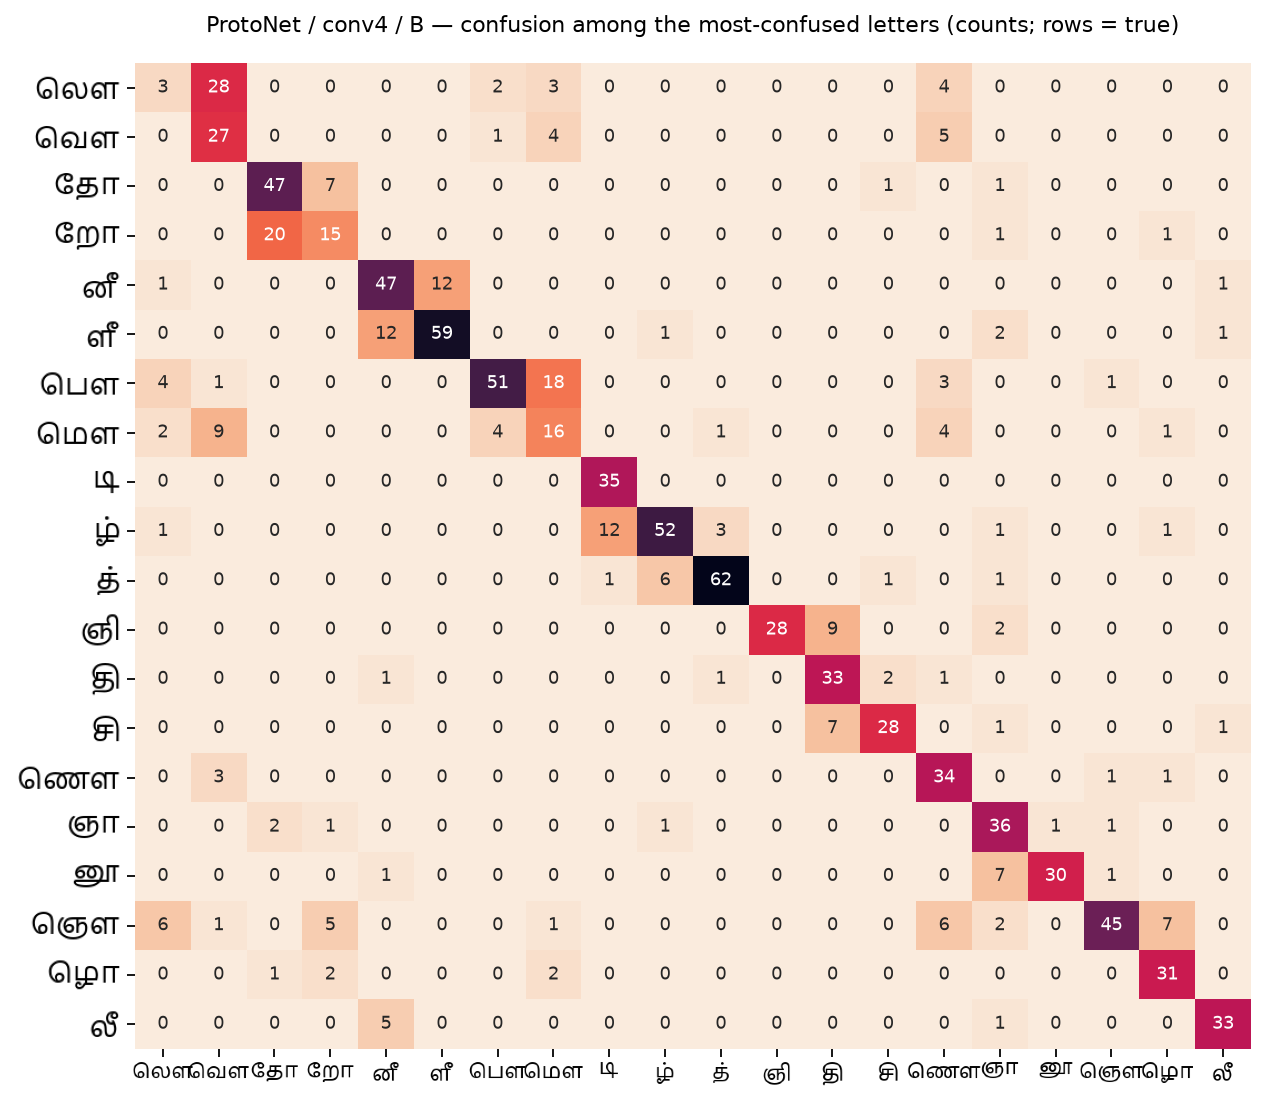 ProtoNet / conv4 / B — confusion among the most-confused letters (counts; rows = true)
லௌ 3 28 0 0 0 0 2 3 0 0 0 0 0 0 4 0 0 0 0 0
வௌ 0 27 0 0 0 0 1 4 0 0 0 0 0 0 5 0 0 0 0 0
தோ 0 0 47 7 0 0 0 0 0 0 0 0 0 1 0 1 0 0 0 0
றோ 0 0 20 15 0 0 0 0 0 0 0 0 0 0 0 1 0 0 1 0
னீ 1 0 0 0 47 12 0 0 0 0 0 0 0 0 0 0 0 0 0 1
ளீ 0 0 0 0 12 59 0 0 0 1 0 0 0 0 0 2 0 0 0 1
பௌ 4 1 0 0 0 0 51 18 0 0 0 0 0 0 3 0 0 1 0 0
மௌ 2 9 0 0 0 0 4 16 0 0 1 0 0 0 4 0 0 0 1 0
டி 0 0 0 0 0 0 0 0 35 0 0 0 0 0 0 0 0 0 0 0
ழ் 1 0 0 0 0 0 0 0 12 52 3 0 0 0 0 1 0 0 1 0
த் 0 0 0 0 0 0 0 0 1 6 62 0 0 1 0 1 0 0 0 0
ஞி 0 0 0 0 0 0 0 0 0 0 0 28 9 0 0 2 0 0 0 0
தி 0 0 0 0 1 0 0 0 0 0 1 0 33 2 1 0 0 0 0 0
சி 0 0 0 0 0 0 0 0 0 0 0 0 7 28 0 1 0 0 0 1
ணௌ 0 3 0 0 0 0 0 0 0 0 0 0 0 0 34 0 0 1 1 0
ஞா 0 0 2 1 0 0 0 0 0 1 0 0 0 0 0 36 1 1 0 0
னூ 0 0 0 0 1 0 0 0 0 0 0 0 0 0 0 7 30 1 0 0
ஞௌ 6 1 0 5 0 0 0 1 0 0 0 0 0 0 6 2 0 45 7 0
ழொ 0 0 1 2 0 0 0 2 0 0 0 0 0 0 0 0 0 0 31 0
லீ 0 0 0 0 5 0 0 0 0 0 0 0 0 0 0 1 0 0 0 33
லௌ வௌ தோ றோ னீ ளீ பௌ மௌ டி ழ் த் ஞி தி சி ணௌ ஞா னூ ஞௌ ழொ லீ